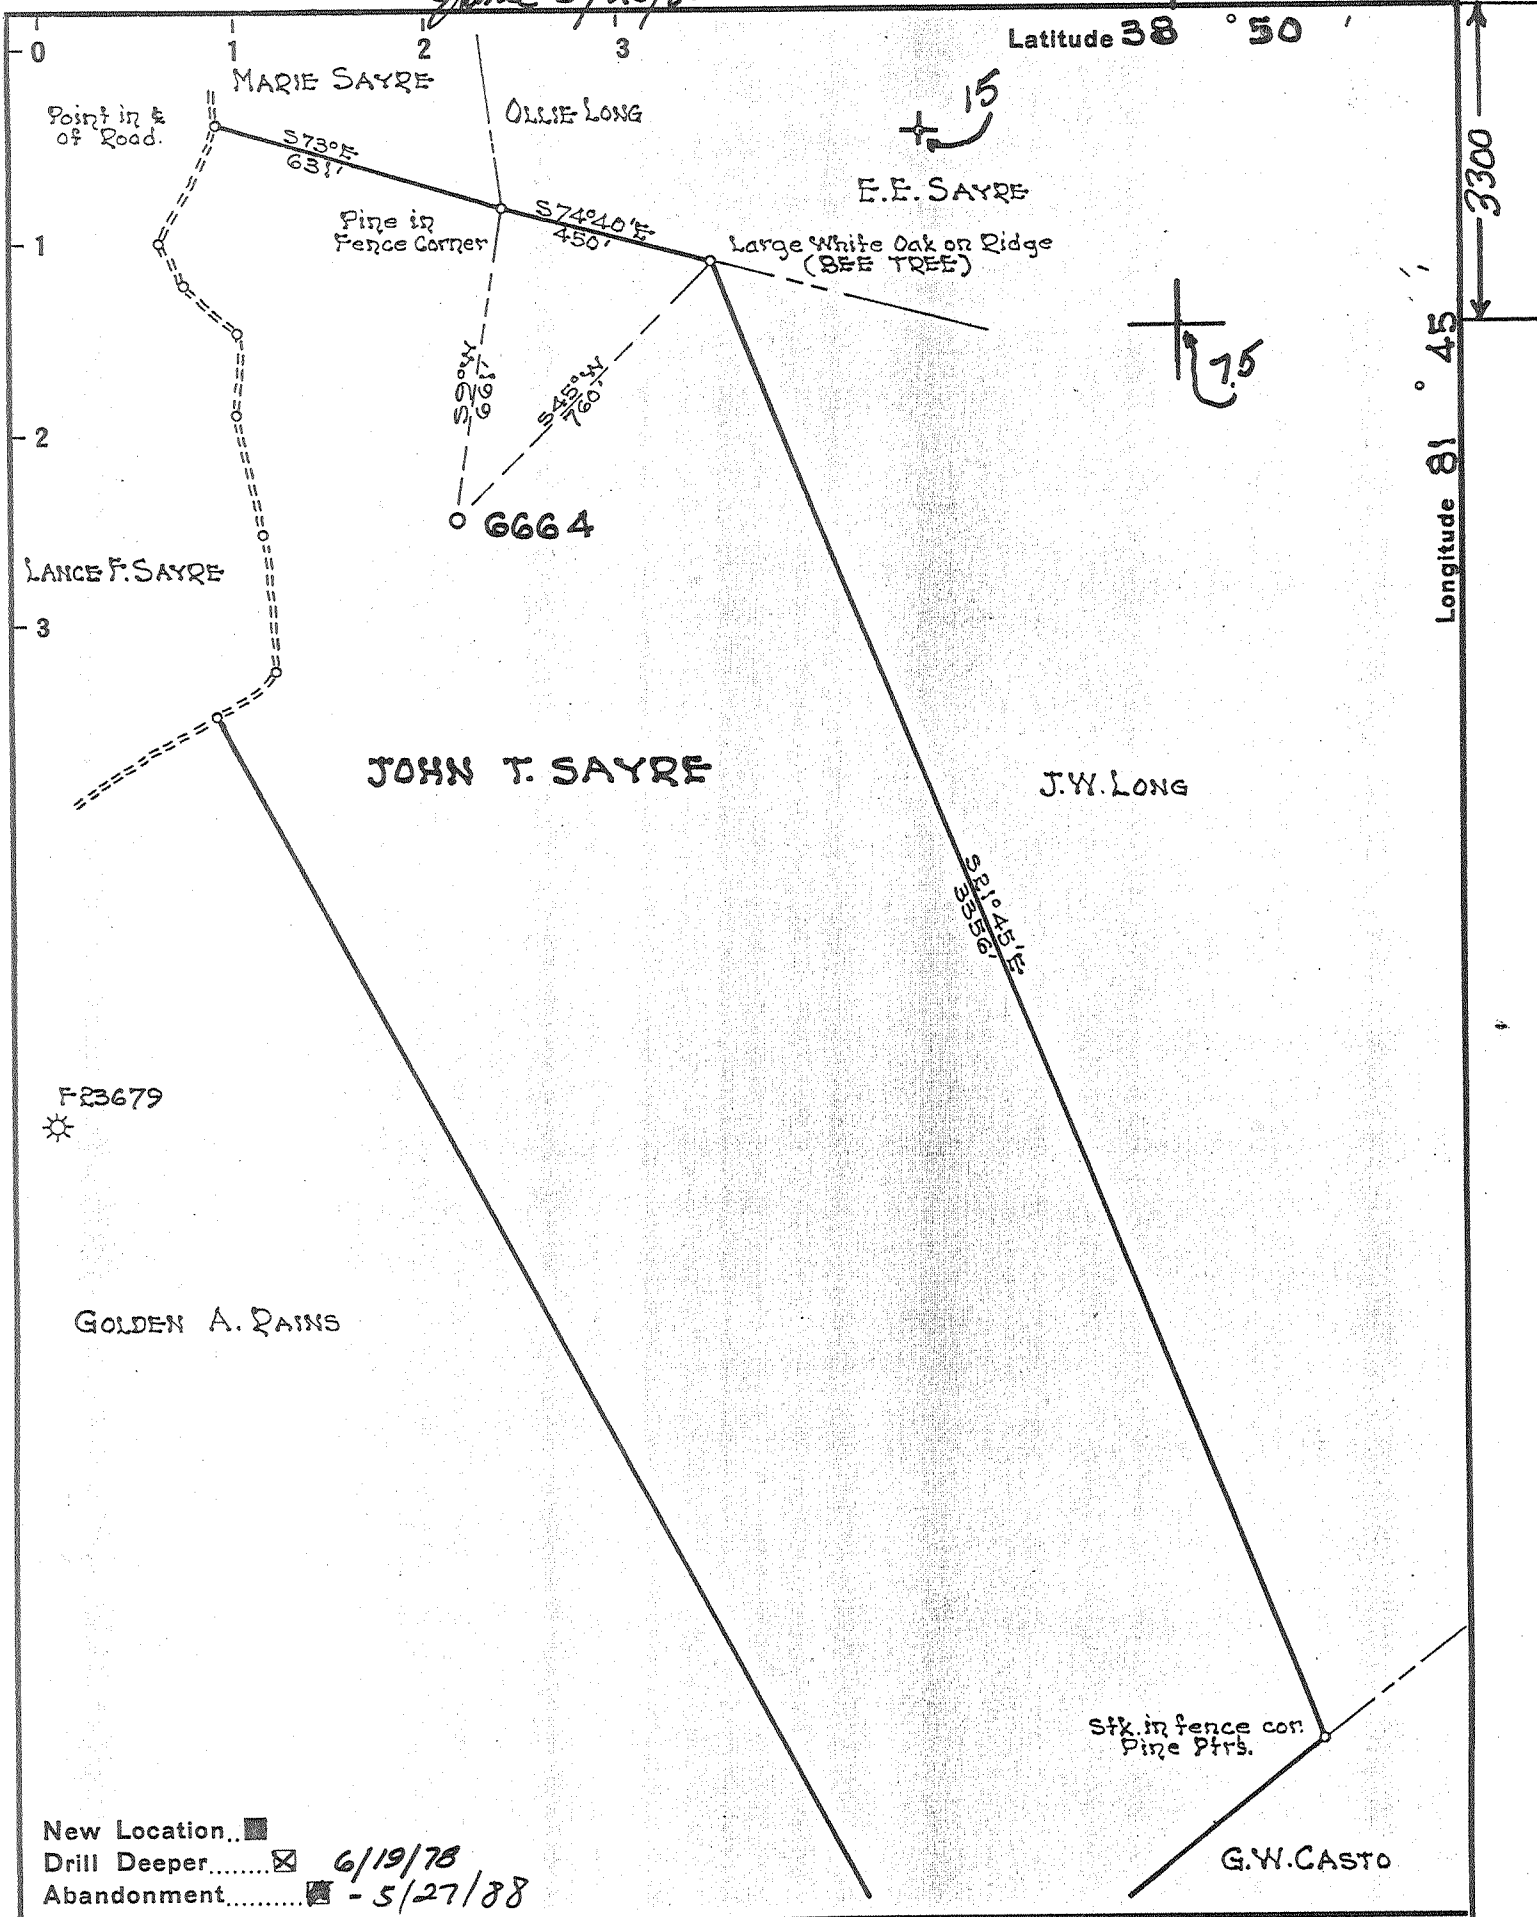 0 1 2 3
Latitude 38 ° 50 '
MARIE SAYRE
OLLIE LONG
15
Point in ℄
of Road.
S73°E
631'
E.E. SAYRE
3300
Pine in
Fence Corner
S74°40'E
450'
Large White Oak on Ridge
(BEE TREE)
1
7.5
S9°W
661'
S45°W
760'
2
Longitude 81 ° 45
6664
LANCE F. SAYRE
3
JOHN T. SAYRE
J.W. LONG
S21°45'E
3356'
F-23679
GOLDEN A. RAINS
Stk. in fence cor.
Pine Ptrs.
G.W. CASTO
New Location..
Drill Deeper........ 6/19/78
Abandonment.......... - 5/27/88